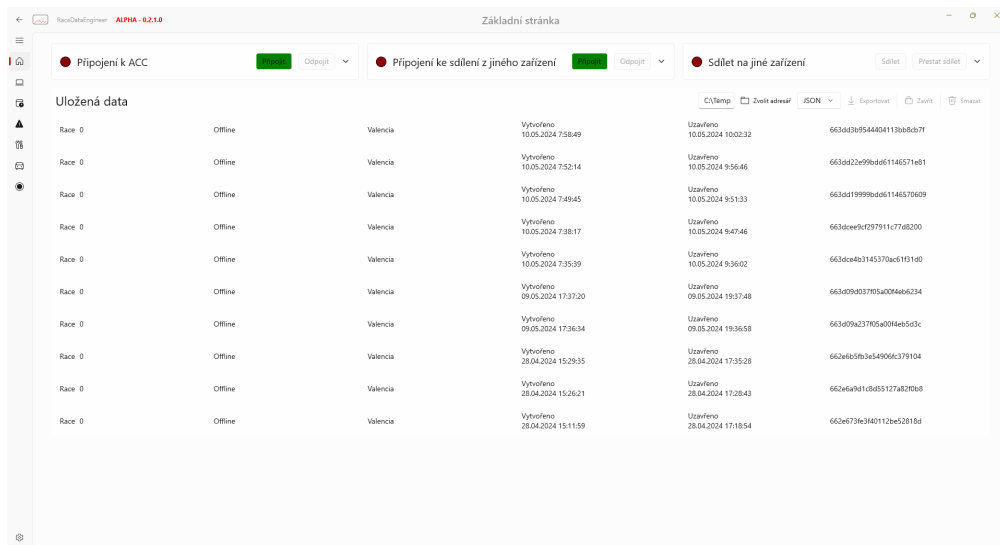 RaceDataEngineer ALPHA - 0.2.1.0 Základní stránka
Připojení k ACC Připojit Odpojit
Připojení ke sdílení z jiného zařízení Připojit Odpojit
Sdílet na jiné zařízení Sdílet Přestat sdílet
Uložená data C:\Temp Zvolit adresář JSON Exportovat Zavřít Smazat
Race 0 Offline Valencia Vytvořeno 10.05.2024 7:58:49 Uzavřeno 10.05.2024 10:02:32 663dd3b9544404113bb8cb7f
Race 0 Offline Valencia Vytvořeno 10.05.2024 7:52:14 Uzavřeno 10.05.2024 9:56:46 663dd22e99bdd61146571e81
Race 0 Offline Valencia Vytvořeno 10.05.2024 7:49:45 Uzavřeno 10.05.2024 9:51:33 663dd19999bdd61146570609
Race 0 Offline Valencia Vytvořeno 10.05.2024 7:38:17 Uzavřeno 10.05.2024 9:47:46 663dcee9cf297911c77d8200
Race 0 Offline Valencia Vytvořeno 10.05.2024 7:35:39 Uzavřeno 10.05.2024 9:36:02 663dce4b3145370ac61f31d0
Race 0 Offline Valencia Vytvořeno 09.05.2024 17:37:20 Uzavřeno 09.05.2024 19:37:48 663d09d037f05a00f4eb6234
Race 0 Offline Valencia Vytvořeno 09.05.2024 17:36:34 Uzavřeno 09.05.2024 19:36:58 663d09a237f05a00f4eb5d3c
Race 0 Offline Valencia Vytvořeno 28.04.2024 15:29:35 Uzavřeno 28.04.2024 17:35:28 662e6b5fb3e54906fc379104
Race 0 Offline Valencia Vytvořeno 28.04.2024 15:26:21 Uzavřeno 28.04.2024 17:28:43 662e6a9d1c8d55127a82f0b8
Race 0 Offline Valencia Vytvořeno 28.04.2024 15:11:59 Uzavřeno 28.04.2024 17:18:54 662e673fe3f40112be52818d